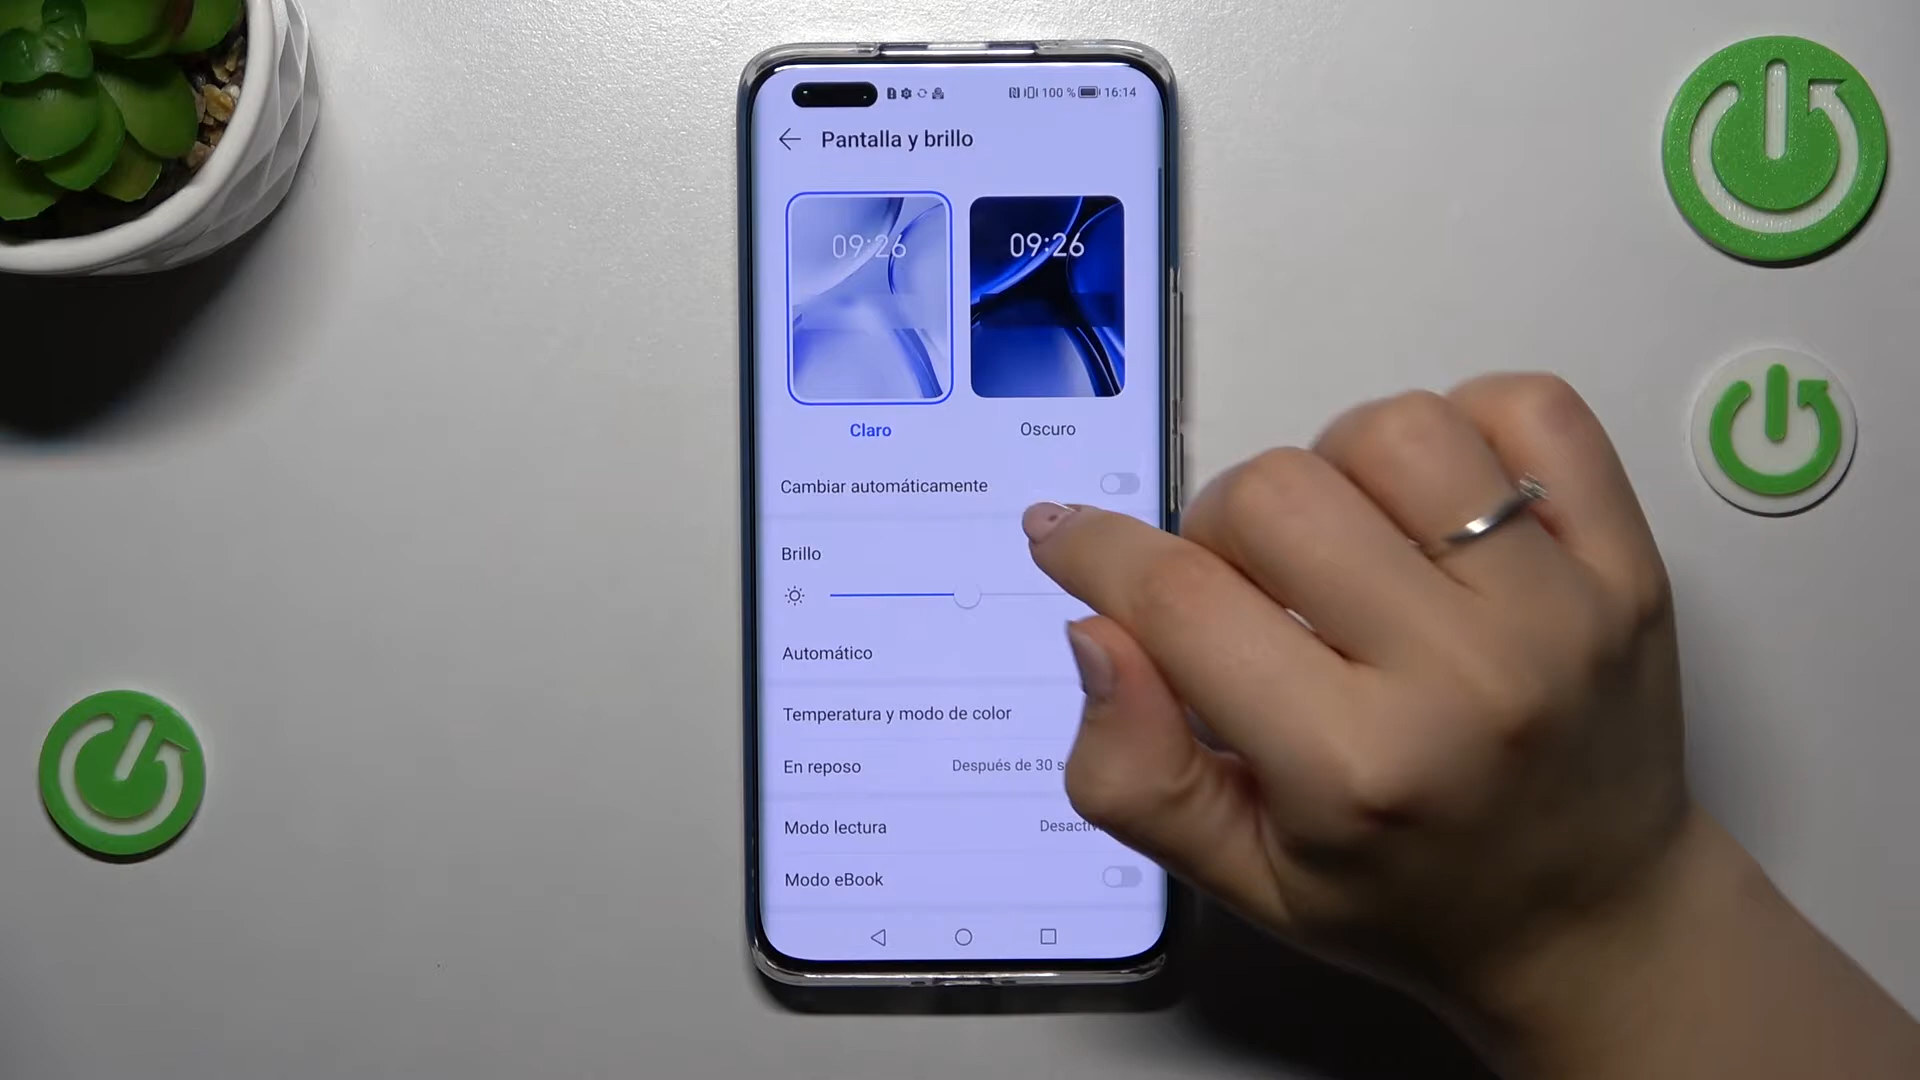 100 % 16:14
Pantalla y brillo
09:26
09:26
Claro
Oscuro
Cambiar automáticamente
Brillo
Automático
Temperatura y modo de color
En reposo
Después de 30
Modo lectura
Modo eBook